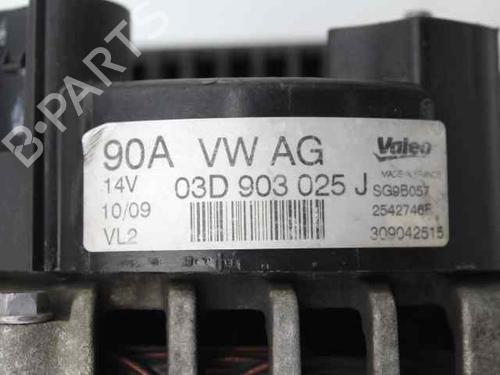 90A VW AG Valeo
14V 03D 903 025 J MADE IN FRANCE
10/09 SG9B057
2542746F
VL2 309042515
B-PARTS